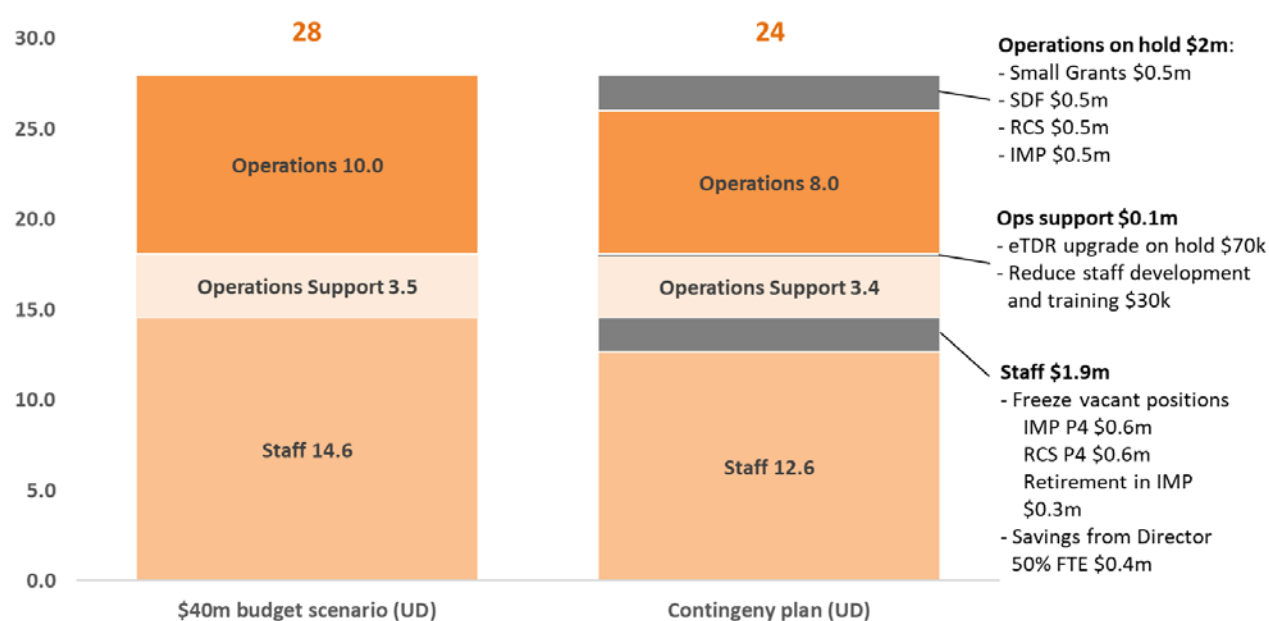 28
24
30.0
25.0
20.0
15.0
10.0
5.0
0.0
Operations 10.0
Operations Support 3.5
Staff 14.6
Operations 8.0
Operations Support 3.4
Staff 12.6
$40m budget scenario (UD)
Contingeny plan (UD)
Operations on hold $2m:
- Small Grants $0.5m
- SDF $0.5m
- RCS $0.5m
- IMP $0.5m
Ops support $0.1m
- eTDR upgrade on hold $70k
- Reduce staff development
and training $30k
Staff $1.9m
- Freeze vacant positions
IMP P4 $0.6m
RCS P4 $0.6m
Retirement in IMP
$0.3m
- Savings from Director
50% FTE $0.4m